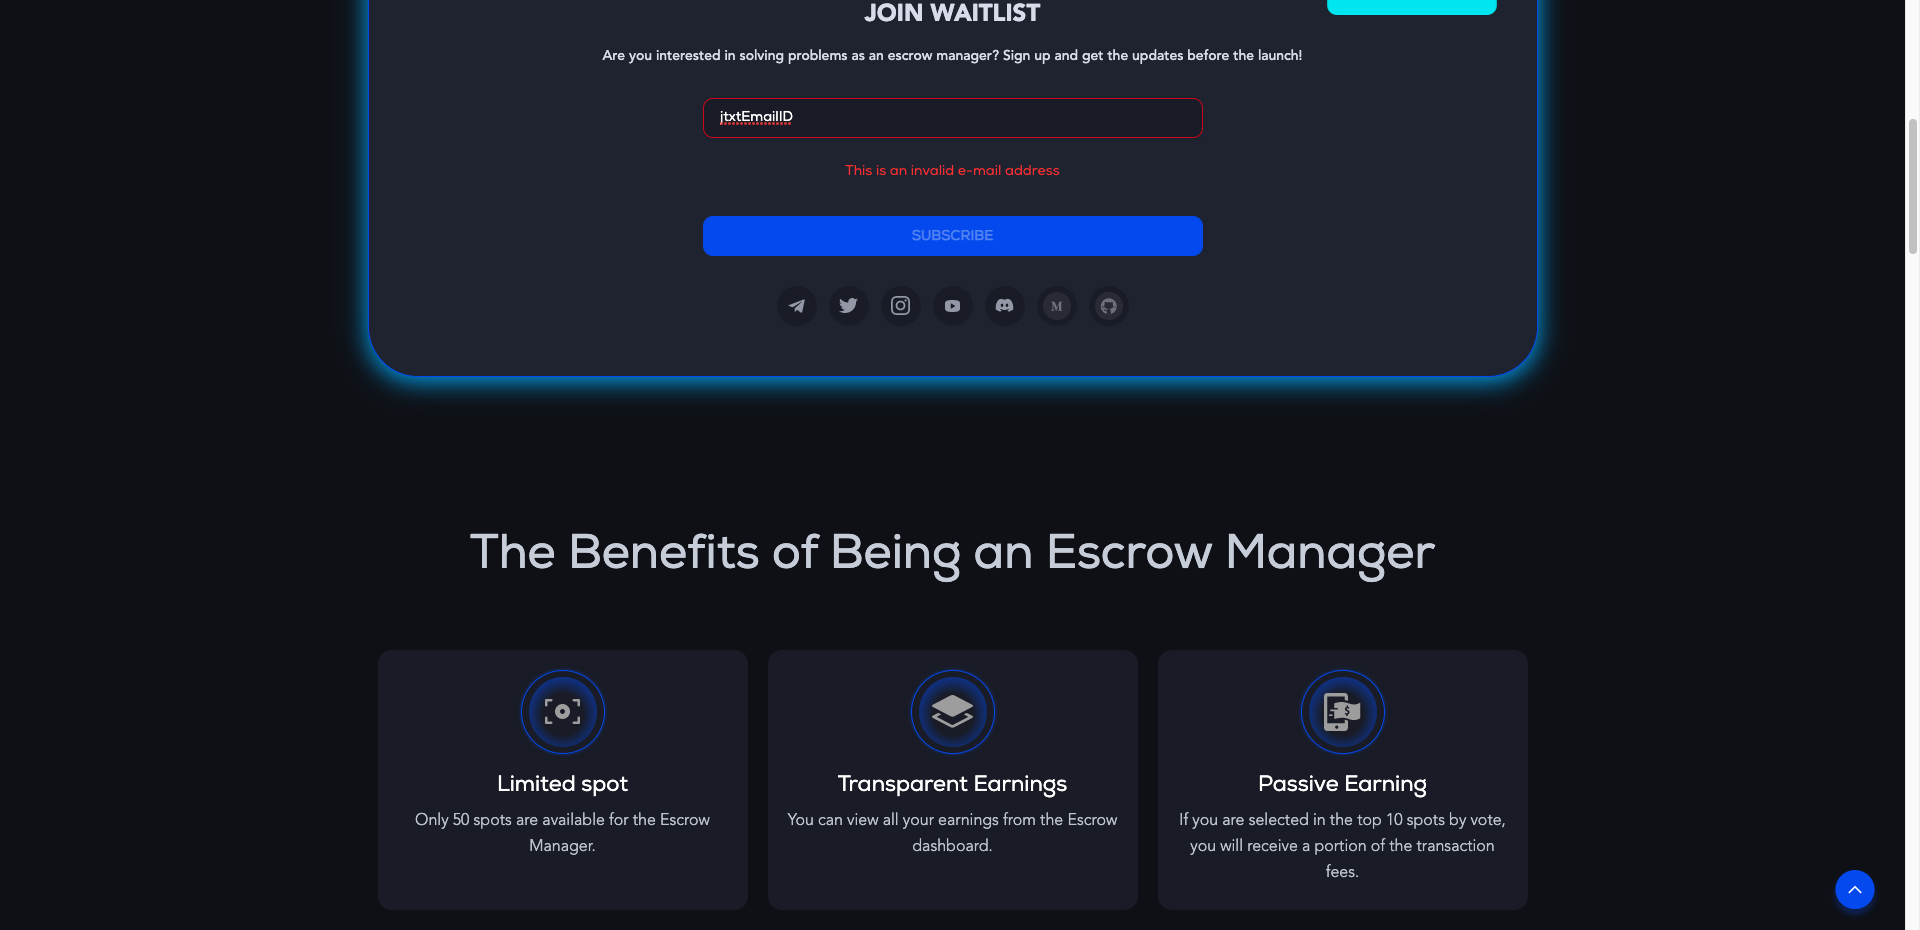 JOIN WAITLIST
Are you interested in solving problems as an escrow manager? Sign up and get the updates before the launch!
jtxtEmailID
This is an invalid e-mail address
SUBSCRIBE
M
The Benefits of Being an Escrow Manager
Limited spot
Only 50 spots are available for the Escrow
Manager.
Transparent Earnings
You can view all your earnings from the Escrow
dashboard.
Passive Earning
If you are selected in the top 10 spots by vote,
you will receive a portion of the transaction
fees.